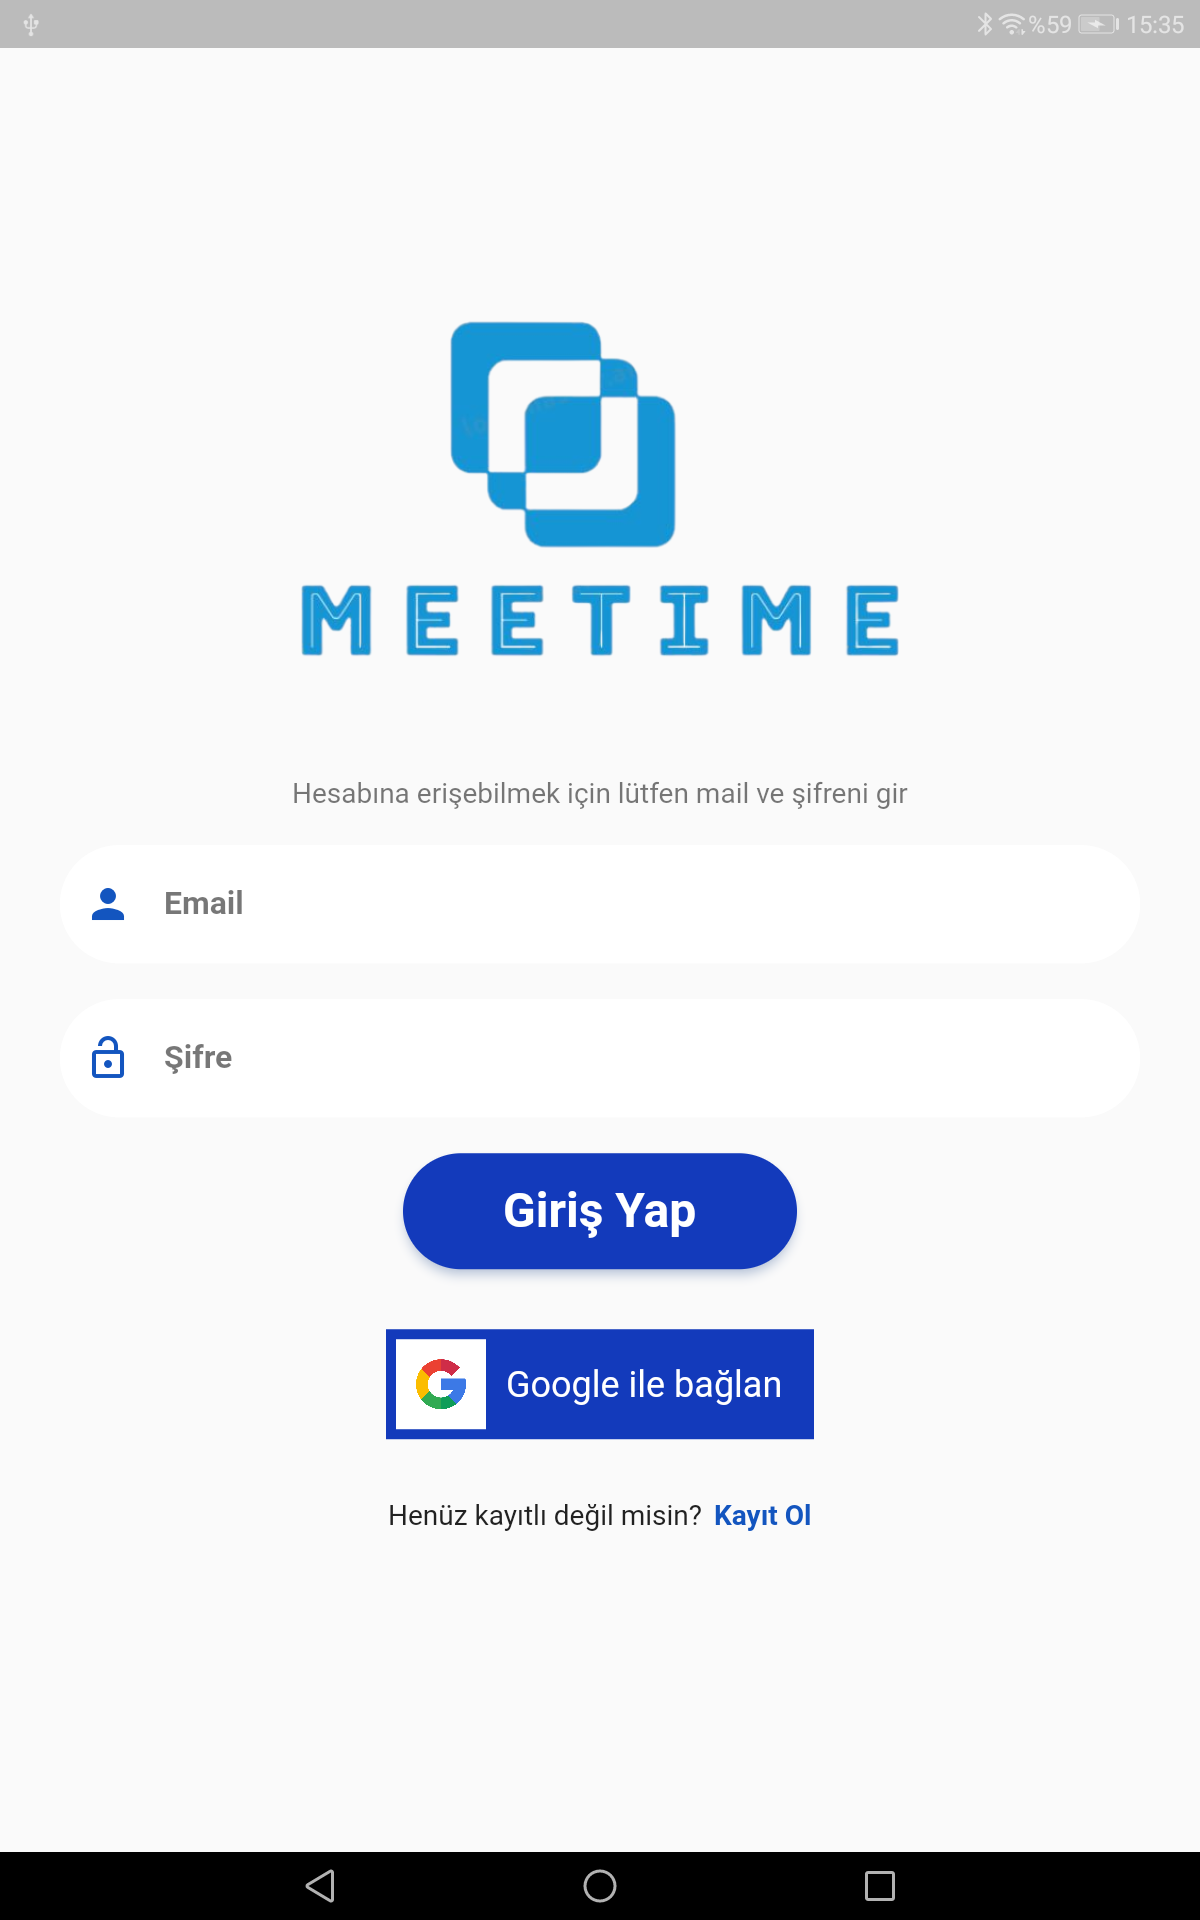 %59 15:35
MEETIME
Hesabına erişebilmek için lütfen mail ve şifreni gir
Email
Şifre
Giriş Yap
Google ile bağlan
Henüz kayıtlı değil misin? Kayıt Ol